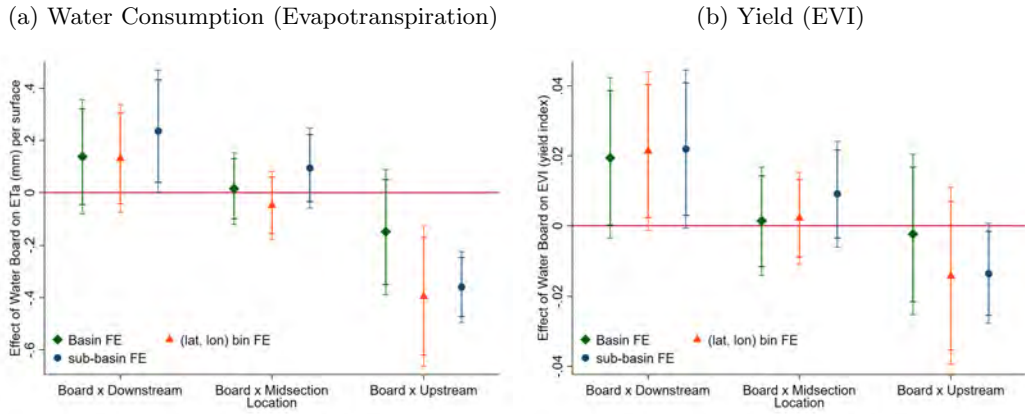 (a) Water Consumption (Evapotranspiration)
Effect of Water Board on ETa (mm) per surface
.4
.2
0
-.2
-.4
-.6
Basin FE
(lat, lon) bin FE
sub-basin FE
Board x Downstream
Board x Midsection
Board x Upstream
Location
(b) Yield (EVI)
Effect of Water Board on EVI (yield index)
.04
.02
0
-.02
-.04
Basin FE
(lat, lon) bin FE
sub-basin FE
Board x Downstream
Board x Midsection
Board x Upstream
Location